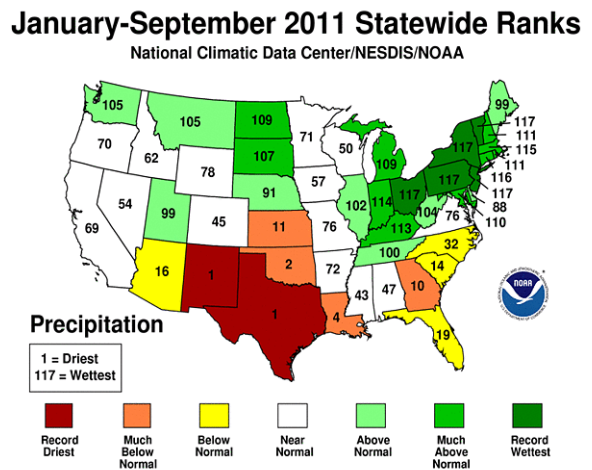 January-September 2011 Statewide Ranks
National Climatic Data Center/NESDIS/NOAA
105
105
109
71
99
117
111
115
111
116
117
88
110
70
62
78
107
50
109
117
117
69
54
99
45
91
57
102
114
117
104
76
113
11
76
100
32
16
1
2
72
14
1
4
43
47
10
19
NOAA
Precipitation
1 = Driest
117 = Wettest
Record
Driest
Much
Below
Normal
Below
Normal
Near
Normal
Above
Normal
Much
Above
Normal
Record
Wettest